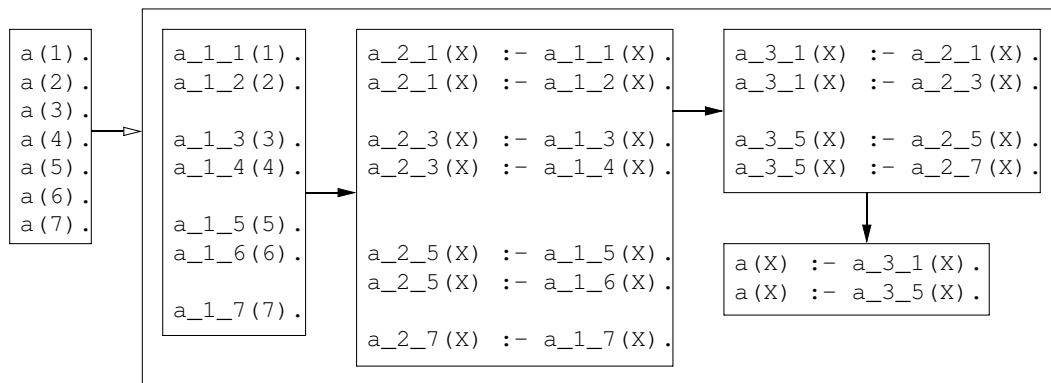 a(1).
a(2).
a(3).
a(4).
a(5).
a(6).
a(7).
a_1_1(1).
a_1_2(2).
a_1_3(3).
a_1_4(4).
a_1_5(5).
a_1_6(6).
a_1_7(7).
a_2_1(X) :- a_1_1(X).
a_2_1(X) :- a_1_2(X).
a_2_3(X) :- a_1_3(X).
a_2_3(X) :- a_1_4(X).
a_2_5(X) :- a_1_5(X).
a_2_5(X) :- a_1_6(X).
a_2_7(X) :- a_1_7(X).
a_3_1(X) :- a_2_1(X).
a_3_1(X) :- a_2_3(X).
a_3_5(X) :- a_2_5(X).
a_3_5(X) :- a_2_7(X).
a(X) :- a_3_1(X).
a(X) :- a_3_5(X).